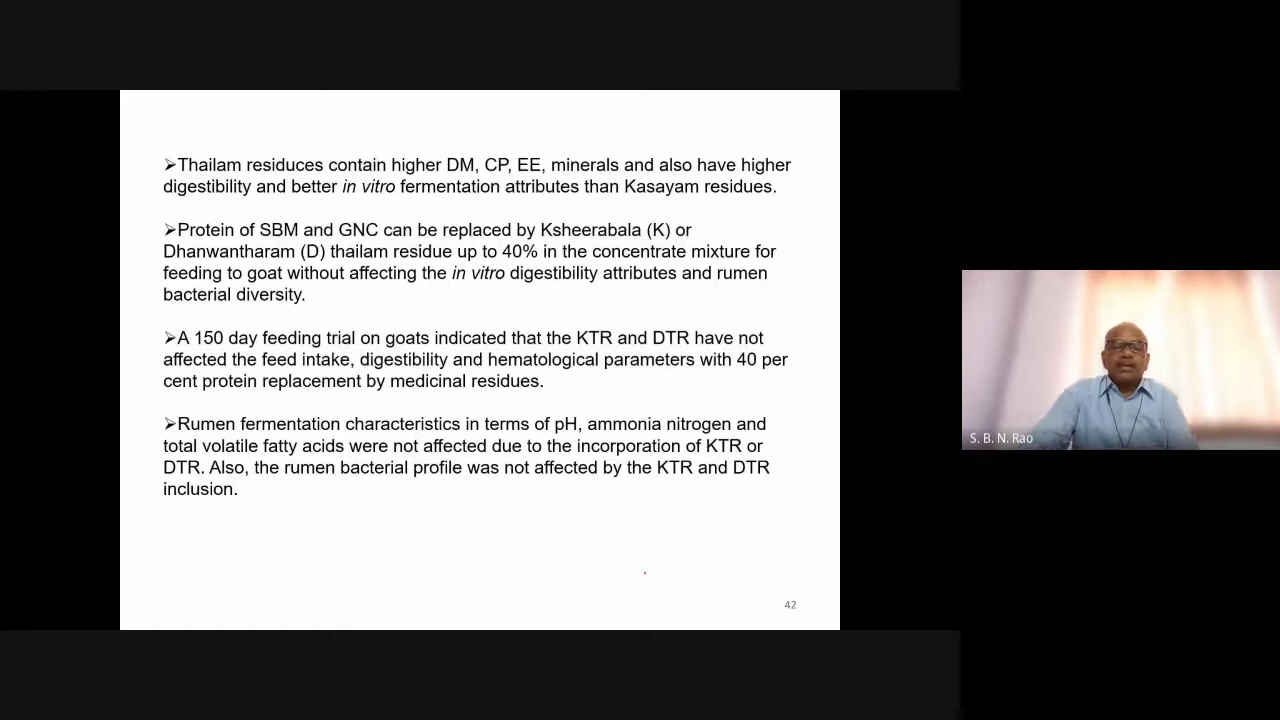 ➢Thailam residuces contain higher DM, CP, EE, minerals and also have higher
digestibility and better in vitro fermentation attributes than Kasayam residues.
➢Protein of SBM and GNC can be replaced by Ksheerabala (K) or
Dhanwantharam (D) thailam residue up to 40% in the concentrate mixture for
feeding to goat without affecting the in vitro digestibility attributes and rumen
bacterial diversity.
➢A 150 day feeding trial on goats indicated that the KTR and DTR have not
affected the feed intake, digestibility and hematological parameters with 40 per
cent protein replacement by medicinal residues.
➢Rumen fermentation characteristics in terms of pH, ammonia nitrogen and
total volatile fatty acids were not affected due to the incorporation of KTR or
DTR. Also, the rumen bacterial profile was not affected by the KTR and DTR
inclusion.
42
S. B. N. Rao